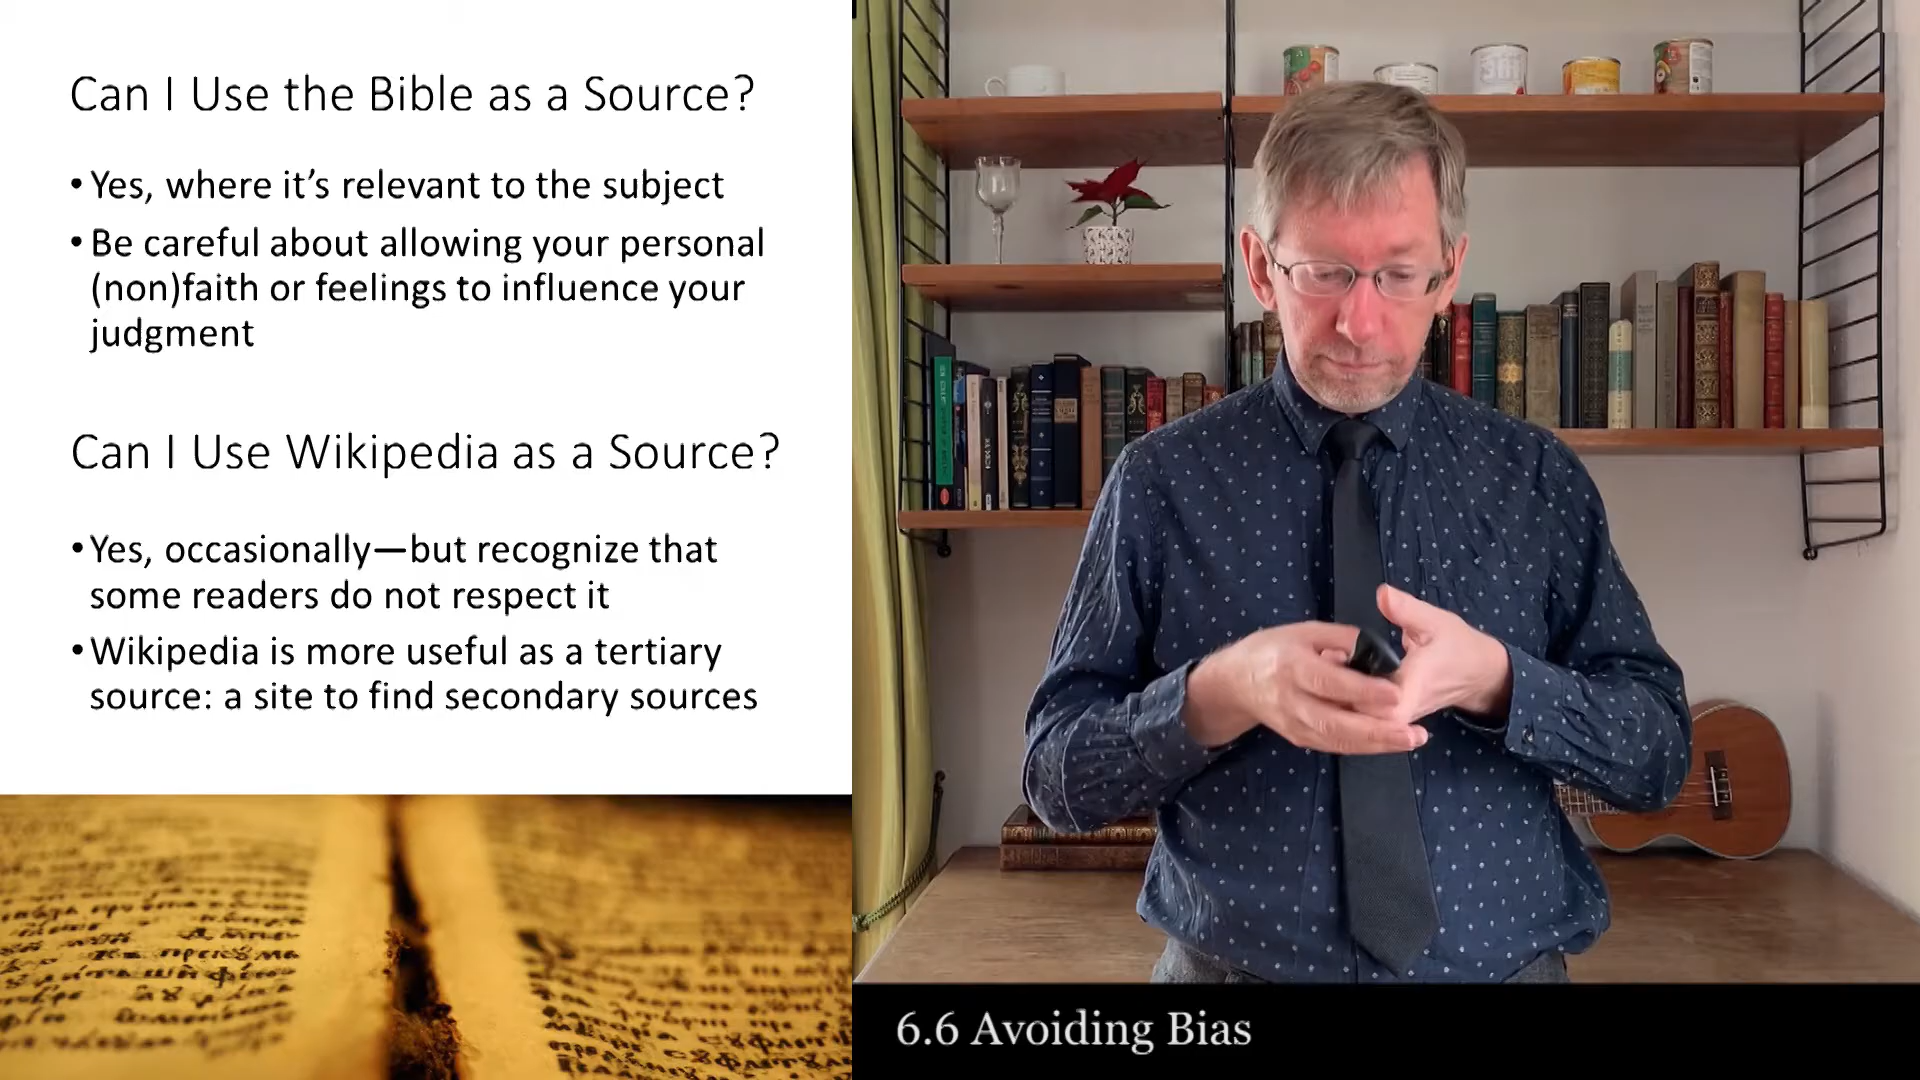 Can I Use the Bible as a Source?
• Yes, where it’s relevant to the subject
• Be careful about allowing your personal
(non)faith or feelings to influence your
judgment
Can I Use Wikipedia as a Source?
• Yes, occasionally—but recognize that
some readers do not respect it
• Wikipedia is more useful as a tertiary
source: a site to find secondary sources
6.6 Avoiding Bias